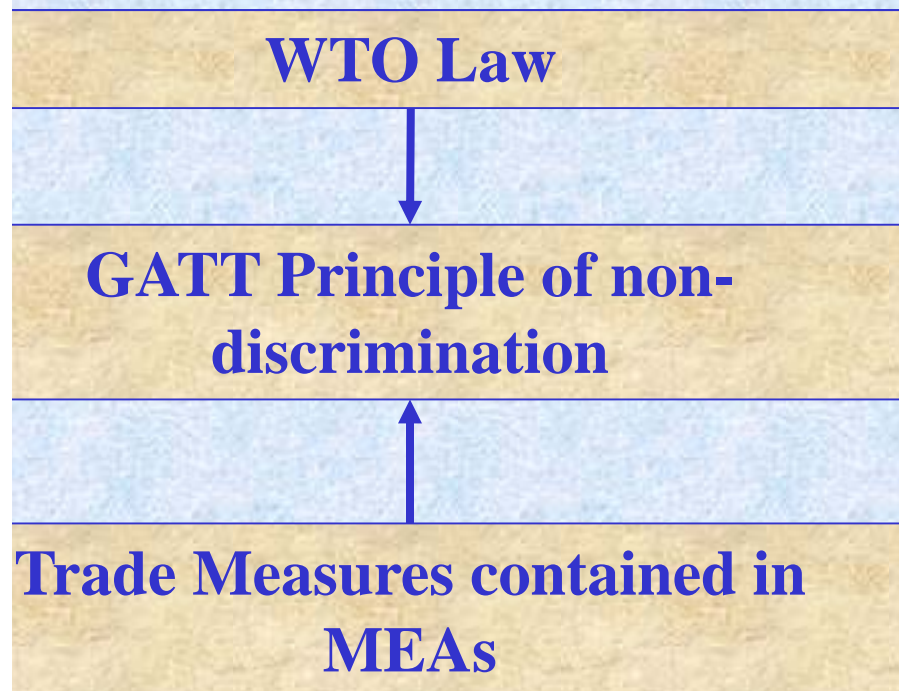 WTO Law
GATT Principle of non-
discrimination
Trade Measures contained in
MEAs